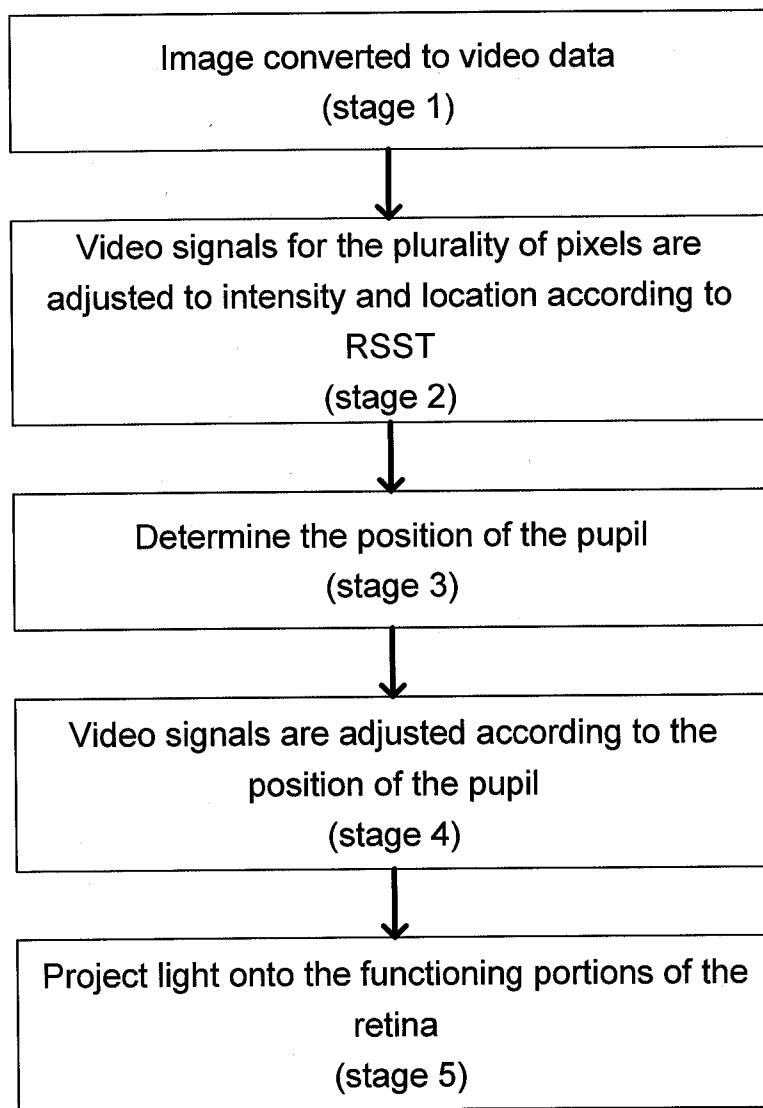 Image converted to video data
(stage 1)
Video signals for the plurality of pixels are
adjusted to intensity and location according to
RSST
(stage 2)
Determine the position of the pupil
(stage 3)
Video signals are adjusted according to the
position of the pupil
(stage 4)
Project light onto the functioning portions of the
retina
(stage 5)